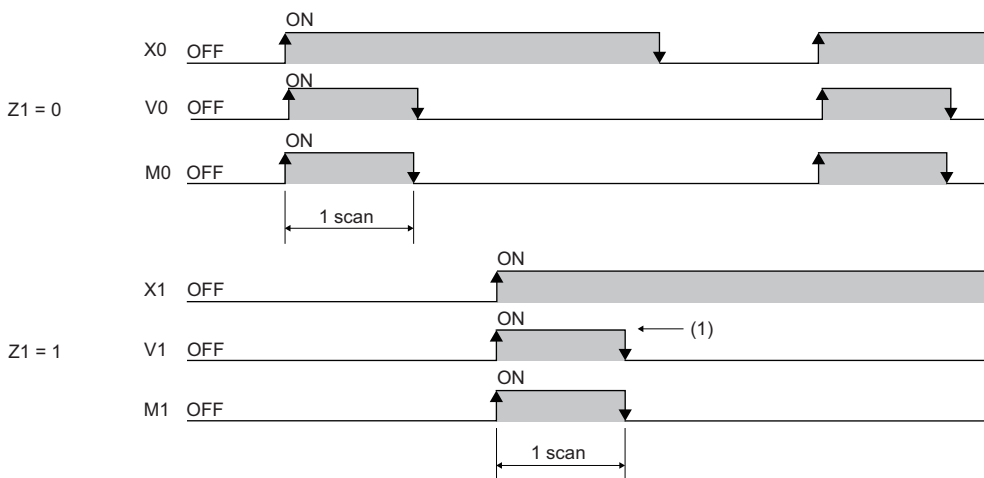 ON
X0 OFF
ON
Z1 = 0 V0 OFF
ON
M0 OFF
1 scan
ON
X1 OFF
ON
(1)
Z1 = 1 V1 OFF
ON
M1 OFF
1 scan